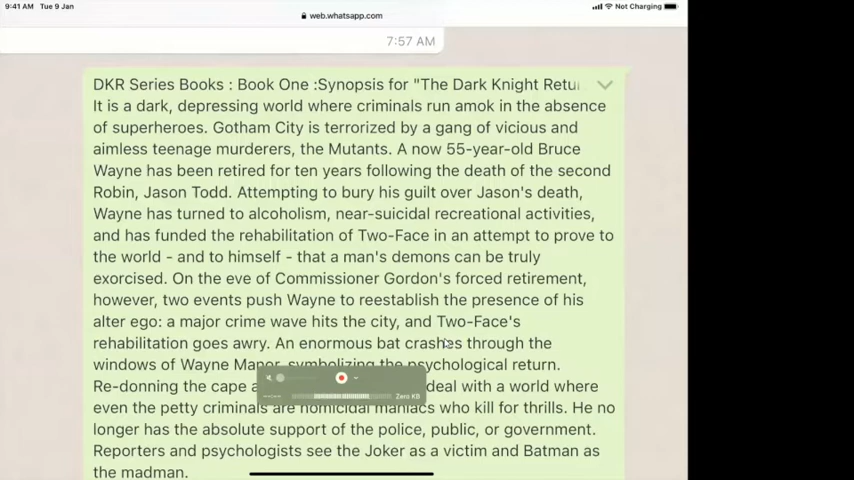 9:41 AM Tue 9 Jan
Not Charging
web.whatsapp.com
7:57 AM
DKR Series Books : Book One :Synopsis for "The Dark Knight Retu
It is a dark, depressing world where criminals run amok in the absence
of superheroes. Gotham City is terrorized by a gang of vicious and
aimless teenage murderers, the Mutants. A now 55-year-old Bruce
Wayne has been retired for ten years following the death of the second
Robin, Jason Todd. Attempting to bury his guilt over Jason's death,
Wayne has turned to alcoholism, near-suicidal recreational activities,
and has funded the rehabilitation of Two-Face in an attempt to prove to
the world - and to himself - that a man's demons can be truly
exorcised. On the eve of Commissioner Gordon's forced retirement,
however, two events push Wayne to reestablish the presence of his
alter ego: a major crime wave hits the city, and Two-Face's
rehabilitation goes awry. An enormous bat crashes through the
windows of Wayne Manor, symbolizing the psychological return.
Re-donning the cape a deal with a world where
Zero KB
even the petty criminals are homicidal maniacs who kill for thrills. He no
longer has the absolute support of the police, public, or government.
Reporters and psychologists see the Joker as a victim and Batman as
the madman.